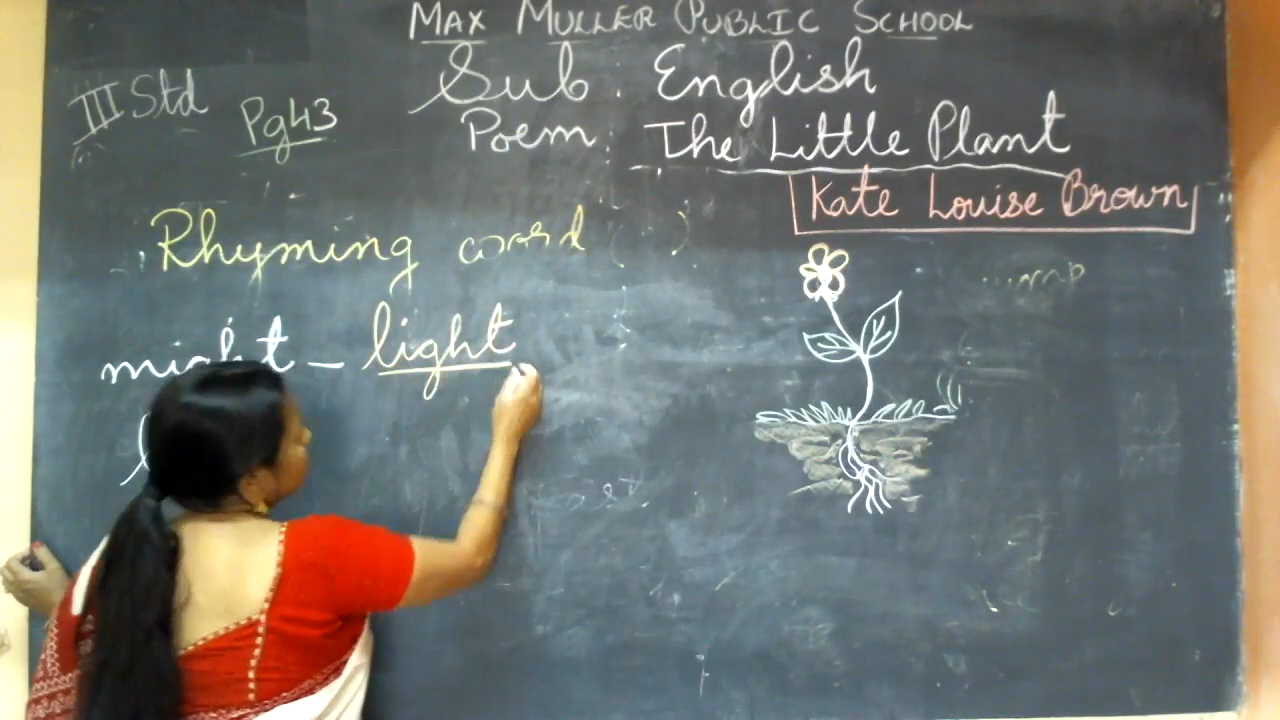 MAX MULLER PUBLIC SCHOOL
Sub. English
III Std
Pg 43
Poem: The Little Plant
Kate Louise Brown
Rhyming word ( )
might - light